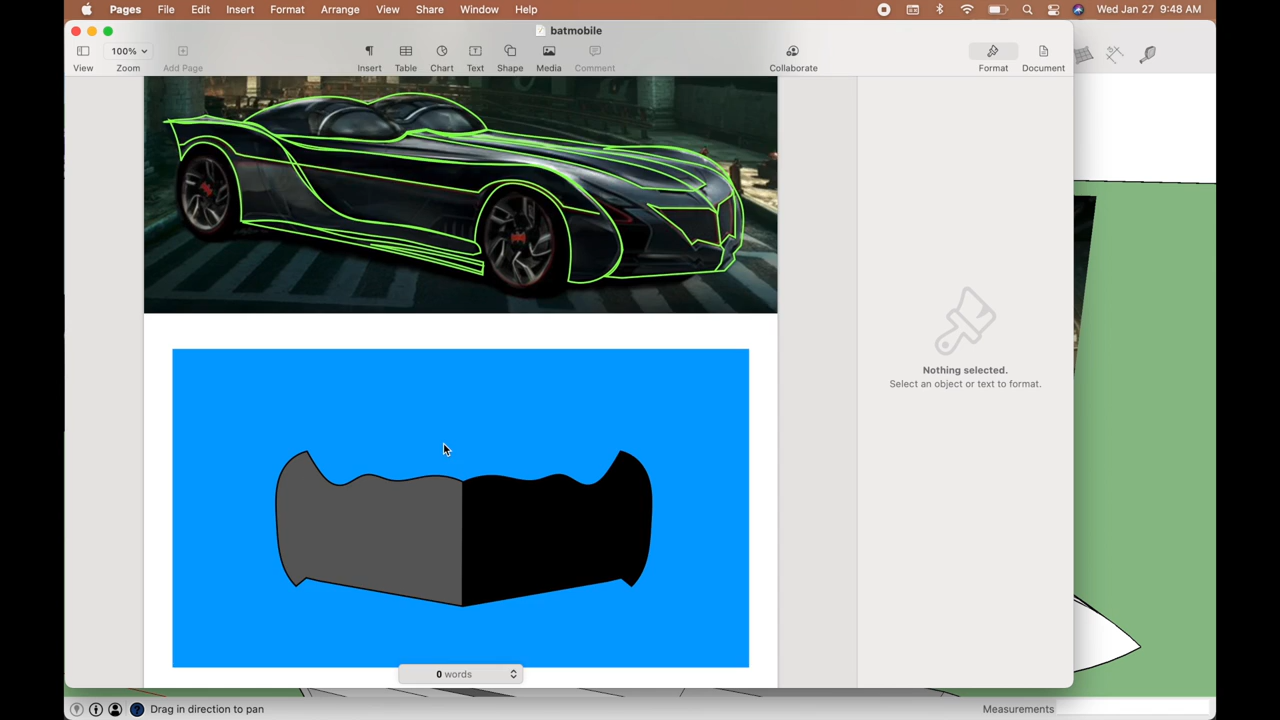 Pages File Edit Insert Format Arrange View Share Window Help Wed Jan 27 9:48 AM
batmobile
100%
View Zoom Add Page Insert Table Chart Text Shape Media Comment Collaborate Format Document
Nothing selected.
Select an object or text to format.
0 words
Drag in direction to pan Measurements